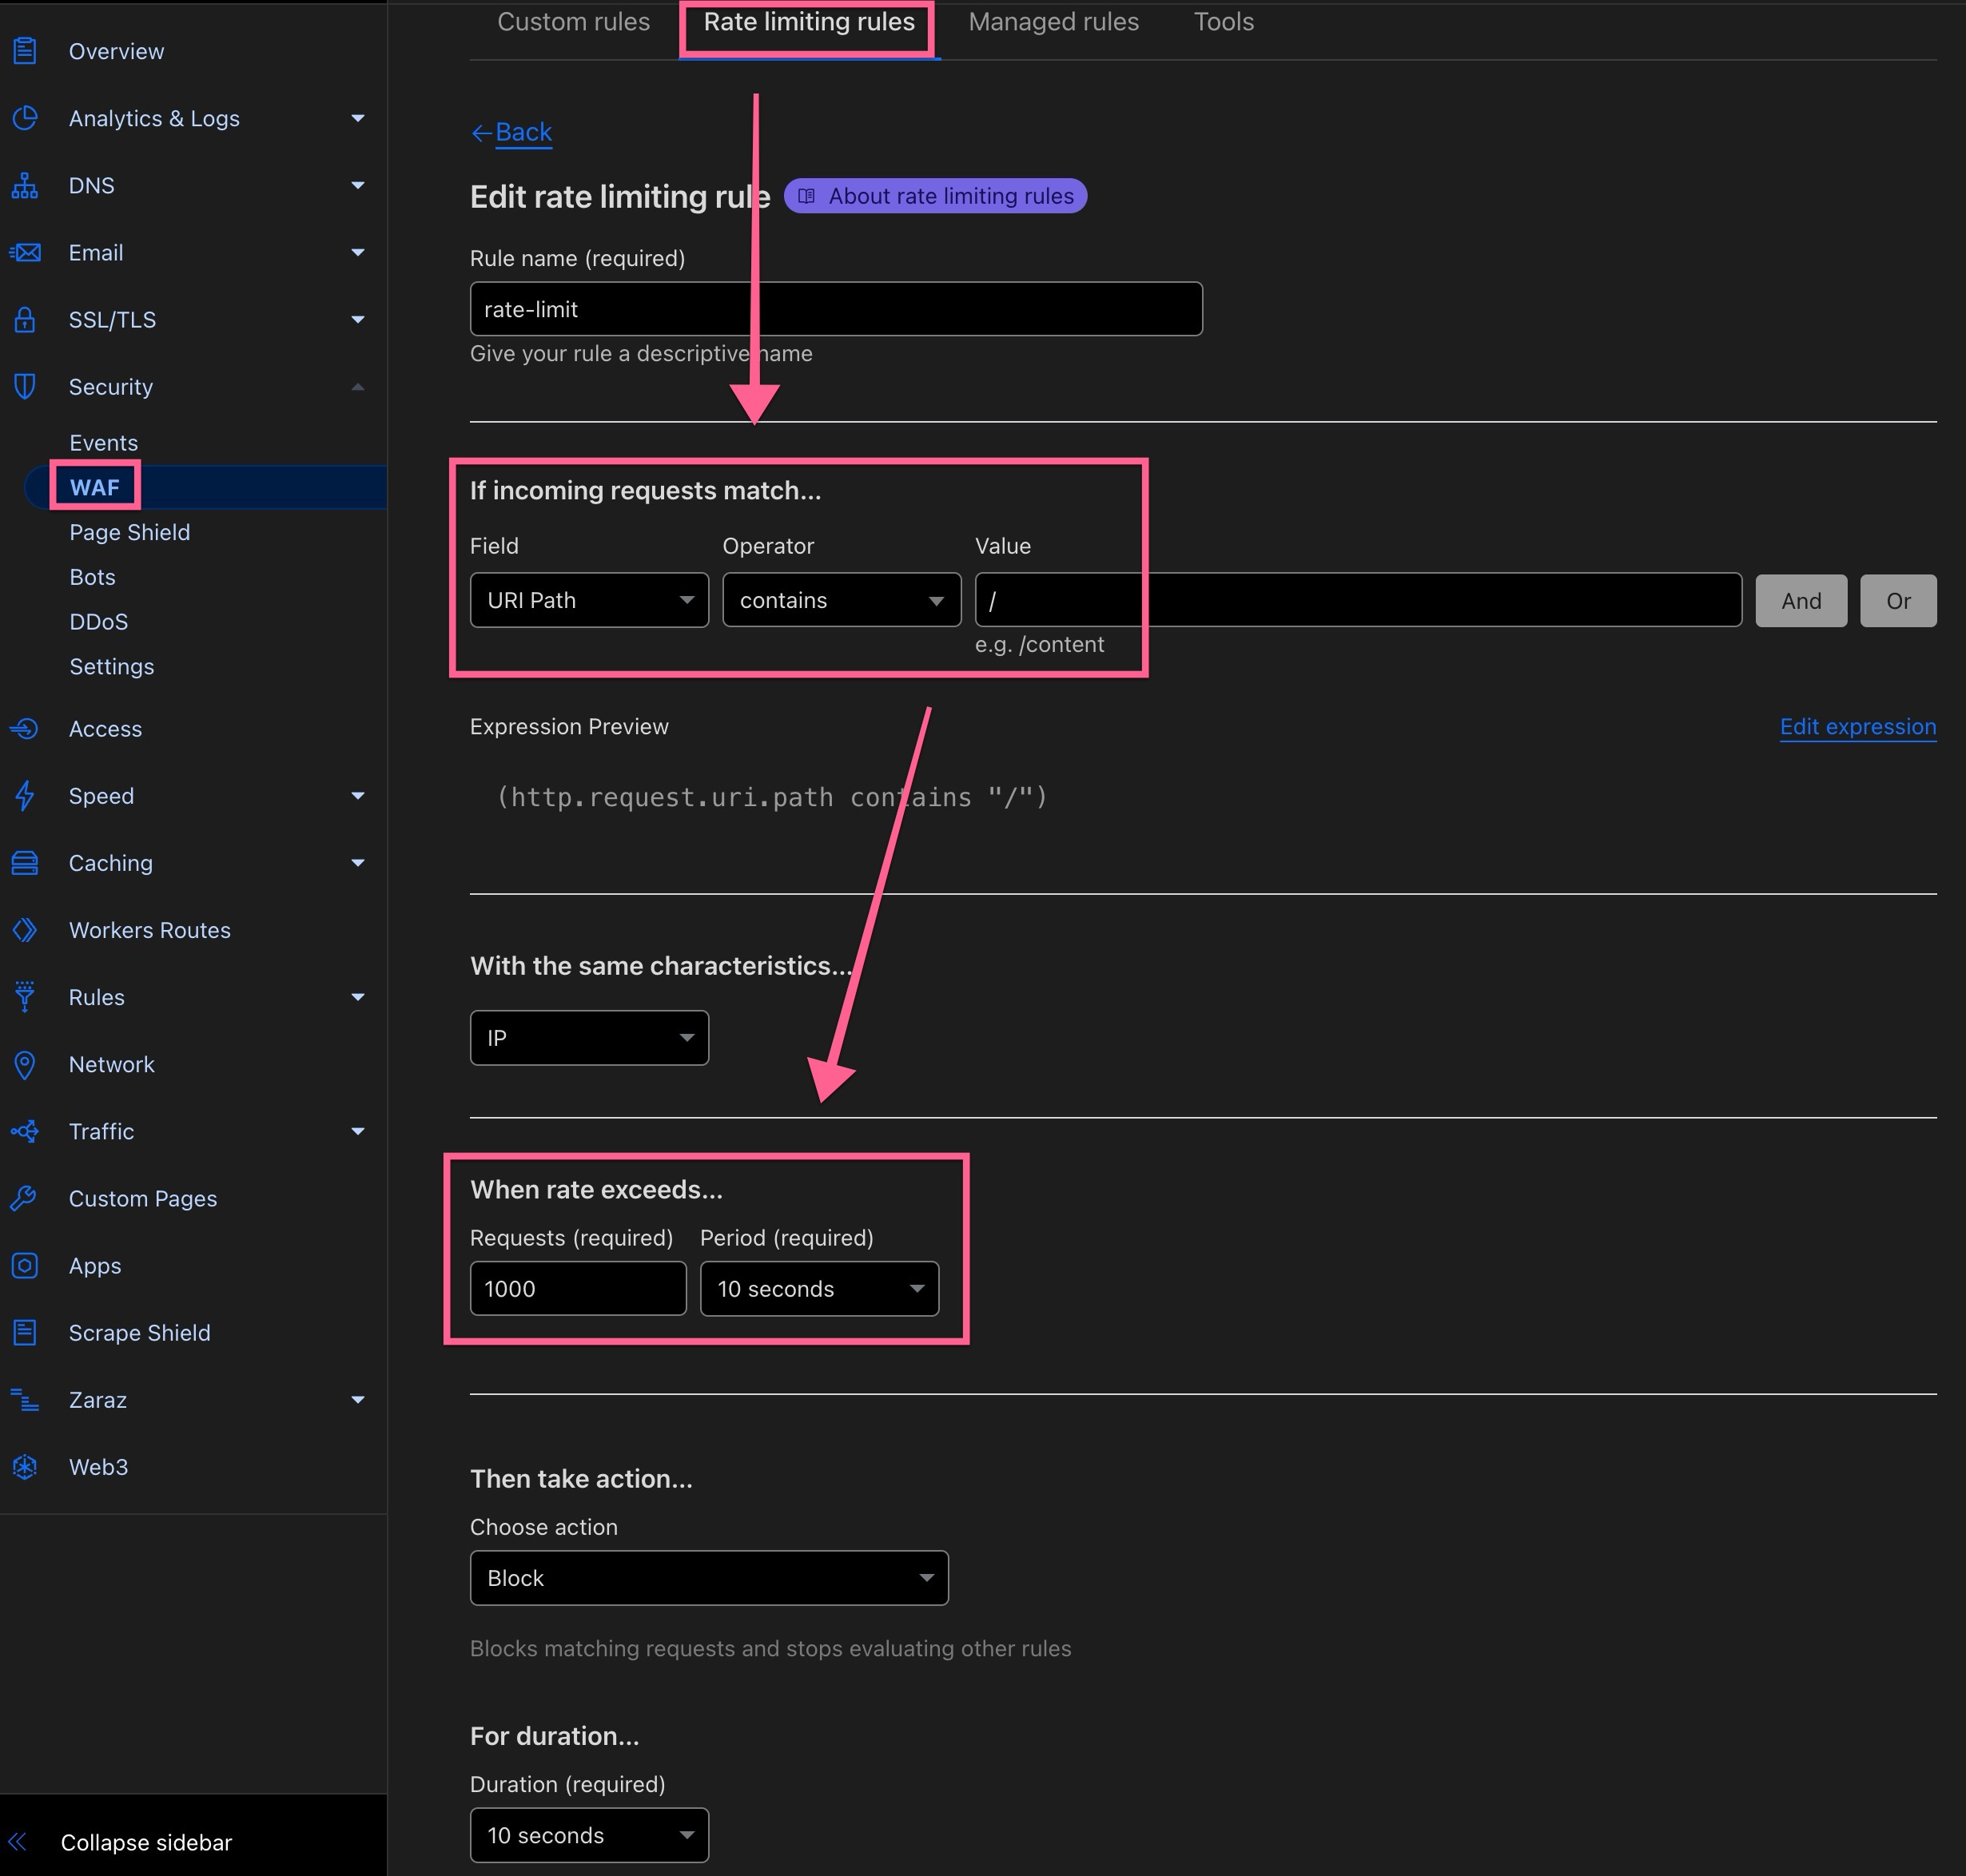 Overview
Analytics & Logs
DNS
Email
SSL/TLS
Security
Events
WAF
Page Shield
Bots
DDoS
Settings
Access
Speed
Caching
Workers Routes
Rules
Network
Traffic
Custom Pages
Apps
Scrape Shield
Zaraz
Web3
Collapse sidebar
Custom rules Rate limiting rules Managed rules Tools
←Back
Edit rate limiting rule About rate limiting rules
Rule name (required)
rate-limit
Give your rule a descriptive name
If incoming requests match...
Field Operator Value
URI Path contains / And Or
e.g. /content
Expression Preview Edit expression
(http.request.uri.path contains "/")
With the same characteristics...
IP
When rate exceeds...
Requests (required) Period (required)
1000 10 seconds
Then take action...
Choose action
Block
Blocks matching requests and stops evaluating other rules
For duration...
Duration (required)
10 seconds